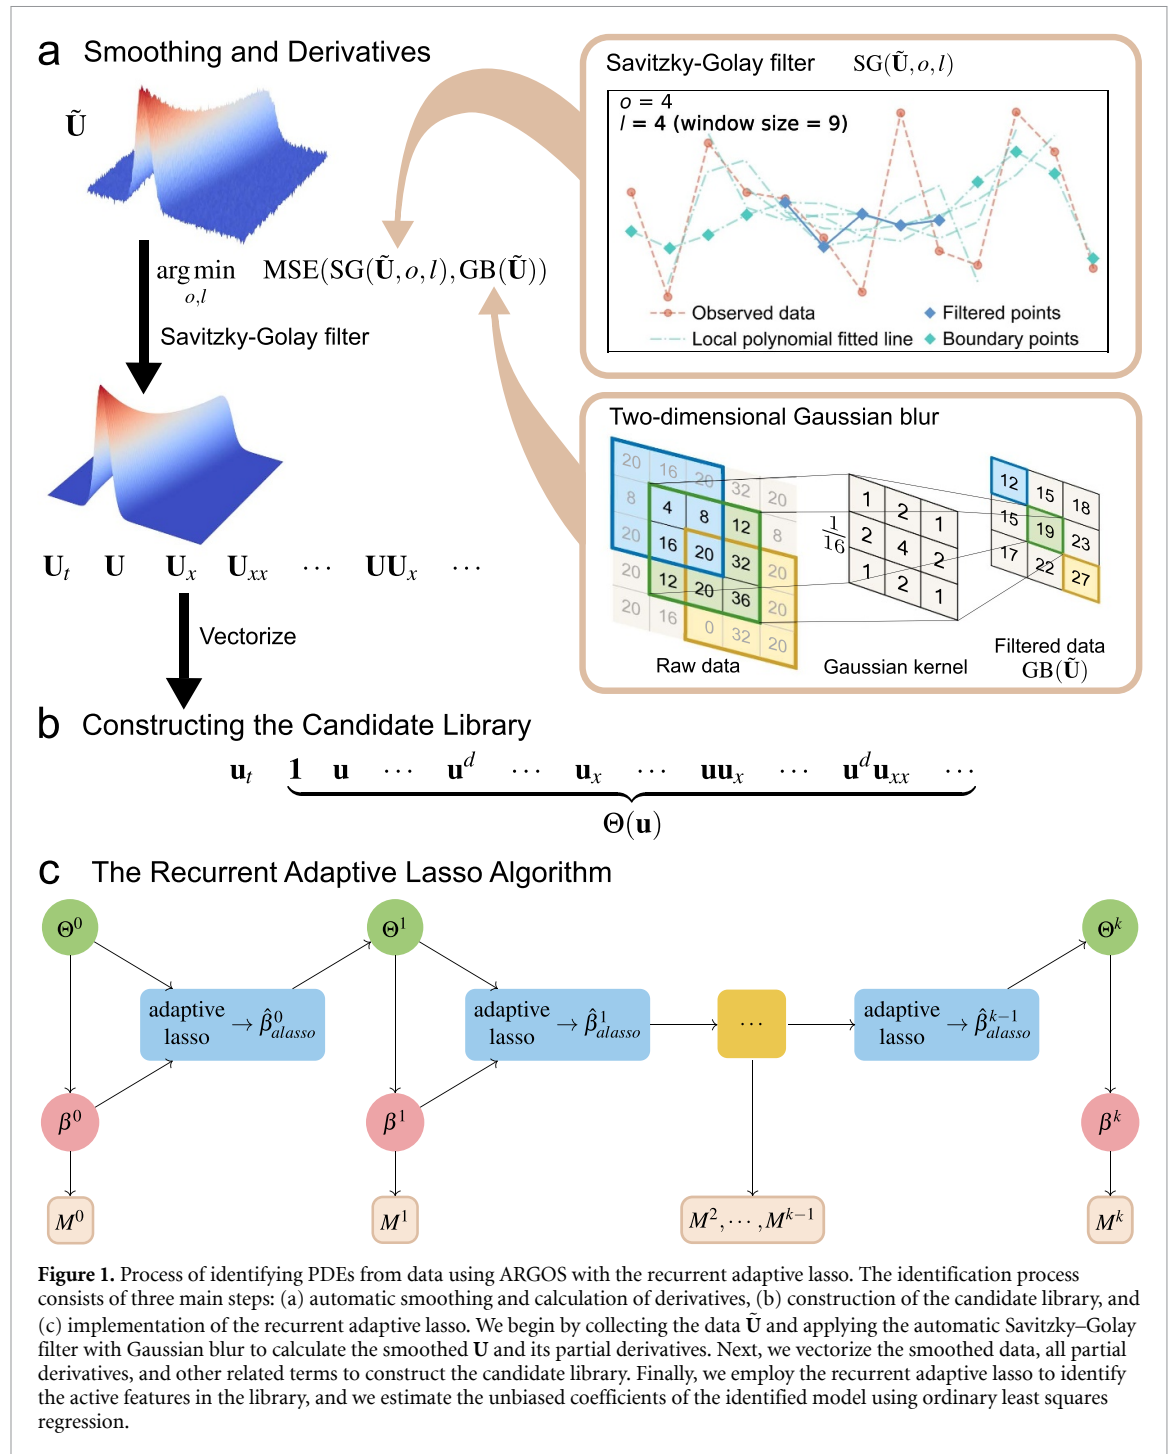 a Smoothing and Derivatives
Ũ
arg min MSE(SG(Ũ, o, l), GB(Ũ))
o,l
Savitzky-Golay filter
U_t U U_x U_xx ⋯ UU_x ⋯
Vectorize
Savitzky-Golay filter SG(Ũ, o, l)
o = 4
l = 4 (window size = 9)
Observed data
Filtered points
Local polynomial fitted line
Boundary points
Two-dimensional Gaussian blur
20 16 20 32 20
8 4 8 12 8
20 16 20 32
20 12 20 36 20
20 16 0 32 20
Raw data
1/16
1 2 1
2 4 2
1 2 1
Gaussian kernel
12 15 18
15 19 23
17 22 27
Filtered data
GB(Ũ)
b Constructing the Candidate Library
u_t 1 u ⋯ u^d ⋯ u_x ⋯ uu_x ⋯ u^d u_xx ⋯
Θ(u)
c The Recurrent Adaptive Lasso Algorithm
Θ^0 Θ^1 Θ^k
adaptive lasso → β̂^0_alasso
adaptive lasso → β̂^1_alasso
⋯
adaptive lasso → β̂^{k−1}_alasso
β^0 β^1 β^k
M^0 M^1 M^2, ⋯, M^{k−1} M^k
Figure 1. Process of identifying PDEs from data using ARGOS with the recurrent adaptive lasso. The identification process
consists of three main steps: (a) automatic smoothing and calculation of derivatives, (b) construction of the candidate library, and
(c) implementation of the recurrent adaptive lasso. We begin by collecting the data Ũ and applying the automatic Savitzky–Golay
filter with Gaussian blur to calculate the smoothed U and its partial derivatives. Next, we vectorize the smoothed data, all partial
derivatives, and other related terms to construct the candidate library. Finally, we employ the recurrent adaptive lasso to identify
the active features in the library, and we estimate the unbiased coefficients of the identified model using ordinary least squares
regression.